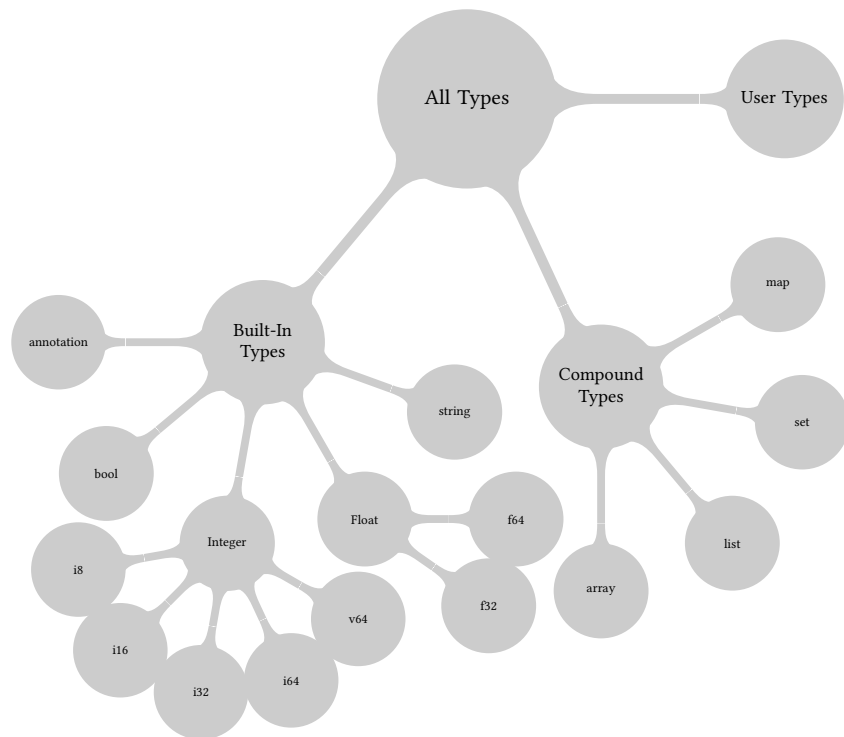 All Types
User Types
map
Built-In
Types
annotation
Compound
Types
string
set
bool
Float
f64
Integer
list
i8
array
f32
v64
i16
i64
i32